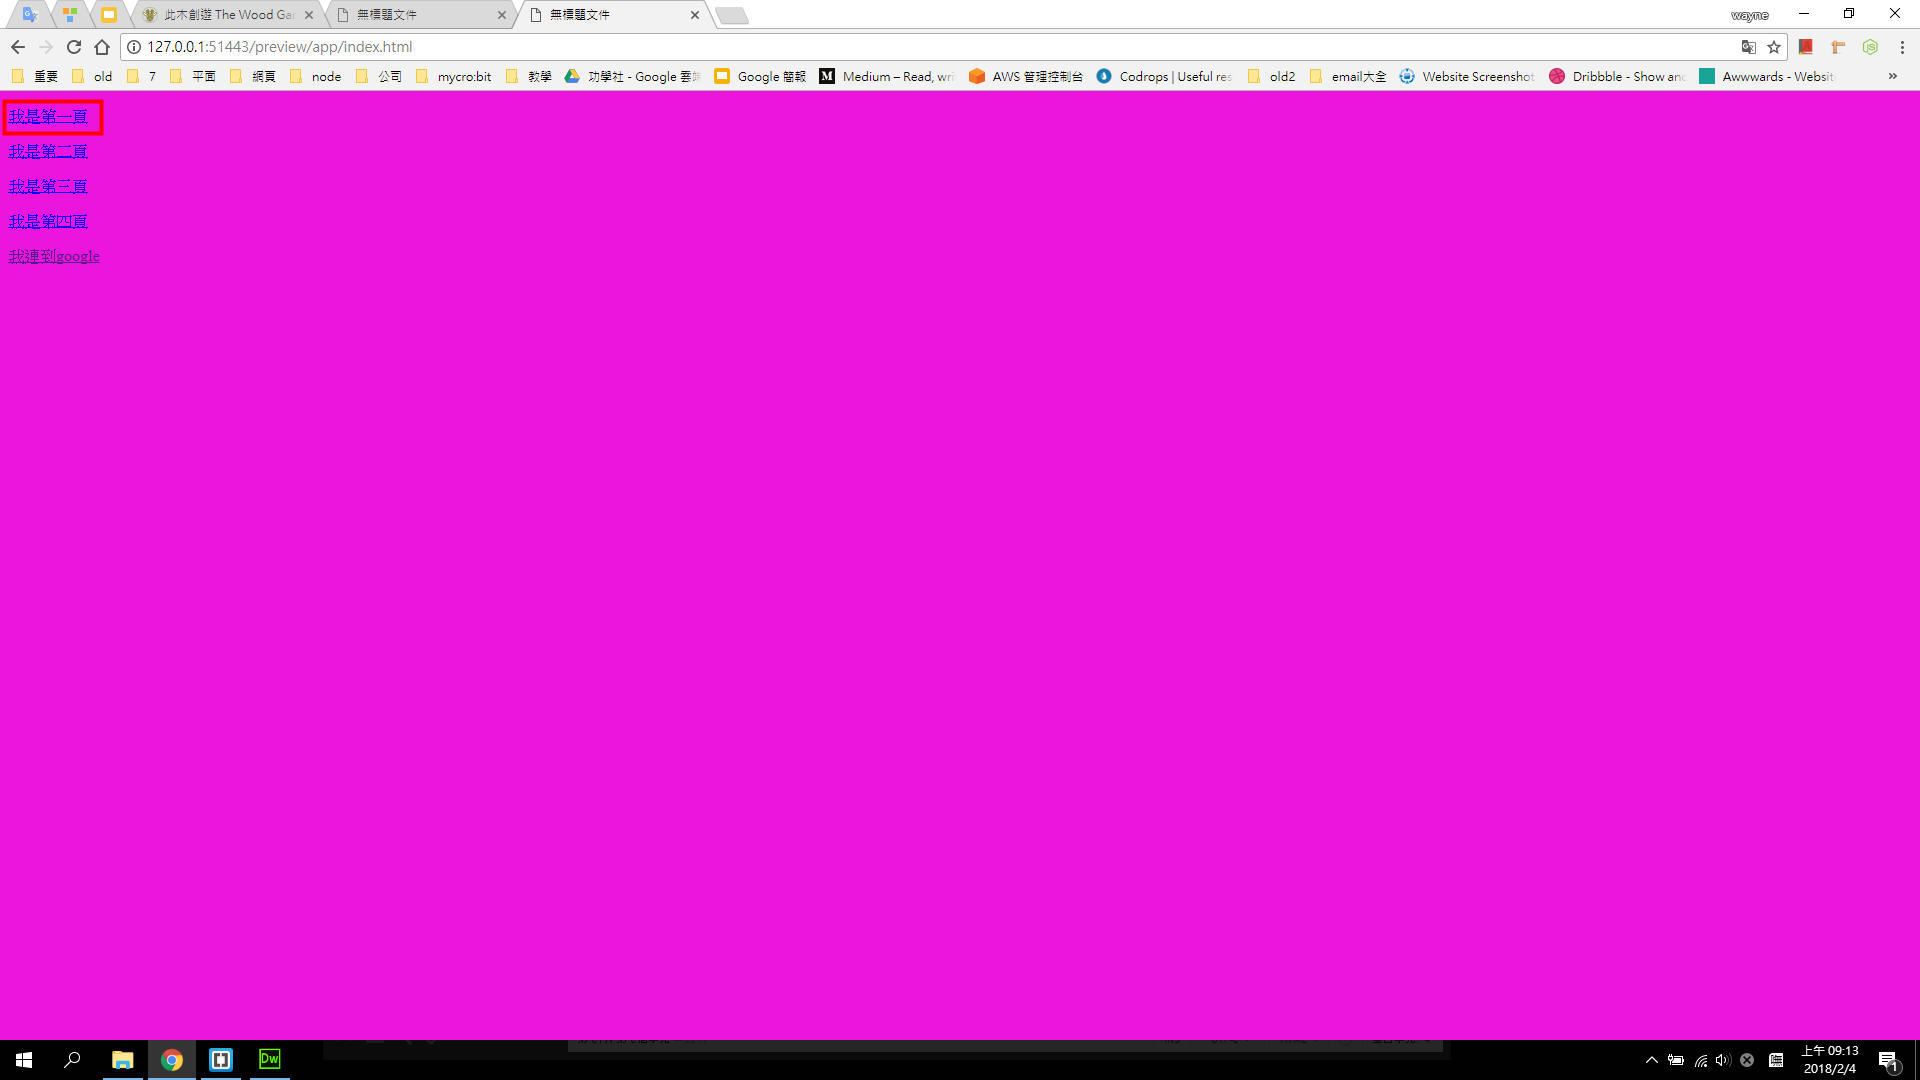 此木創遊 The Wood Gar
無標題文件
無標題文件
wayne
127.0.0.1:51443/preview/app/index.html
重要 old 7 平面 網頁 node 公司 mycro:bit 教學 功學社 - Google 雲端 Google 簡報 Medium – Read, wri AWS 管理控制台 Codrops | Useful res old2 email大全 Website Screenshot Dribbble - Show and Awwwards - Websit »
我是第一頁
我是第二頁
我是第三頁
我是第四頁
我連到google
Dw
上午 09:13
2018/2/4
1